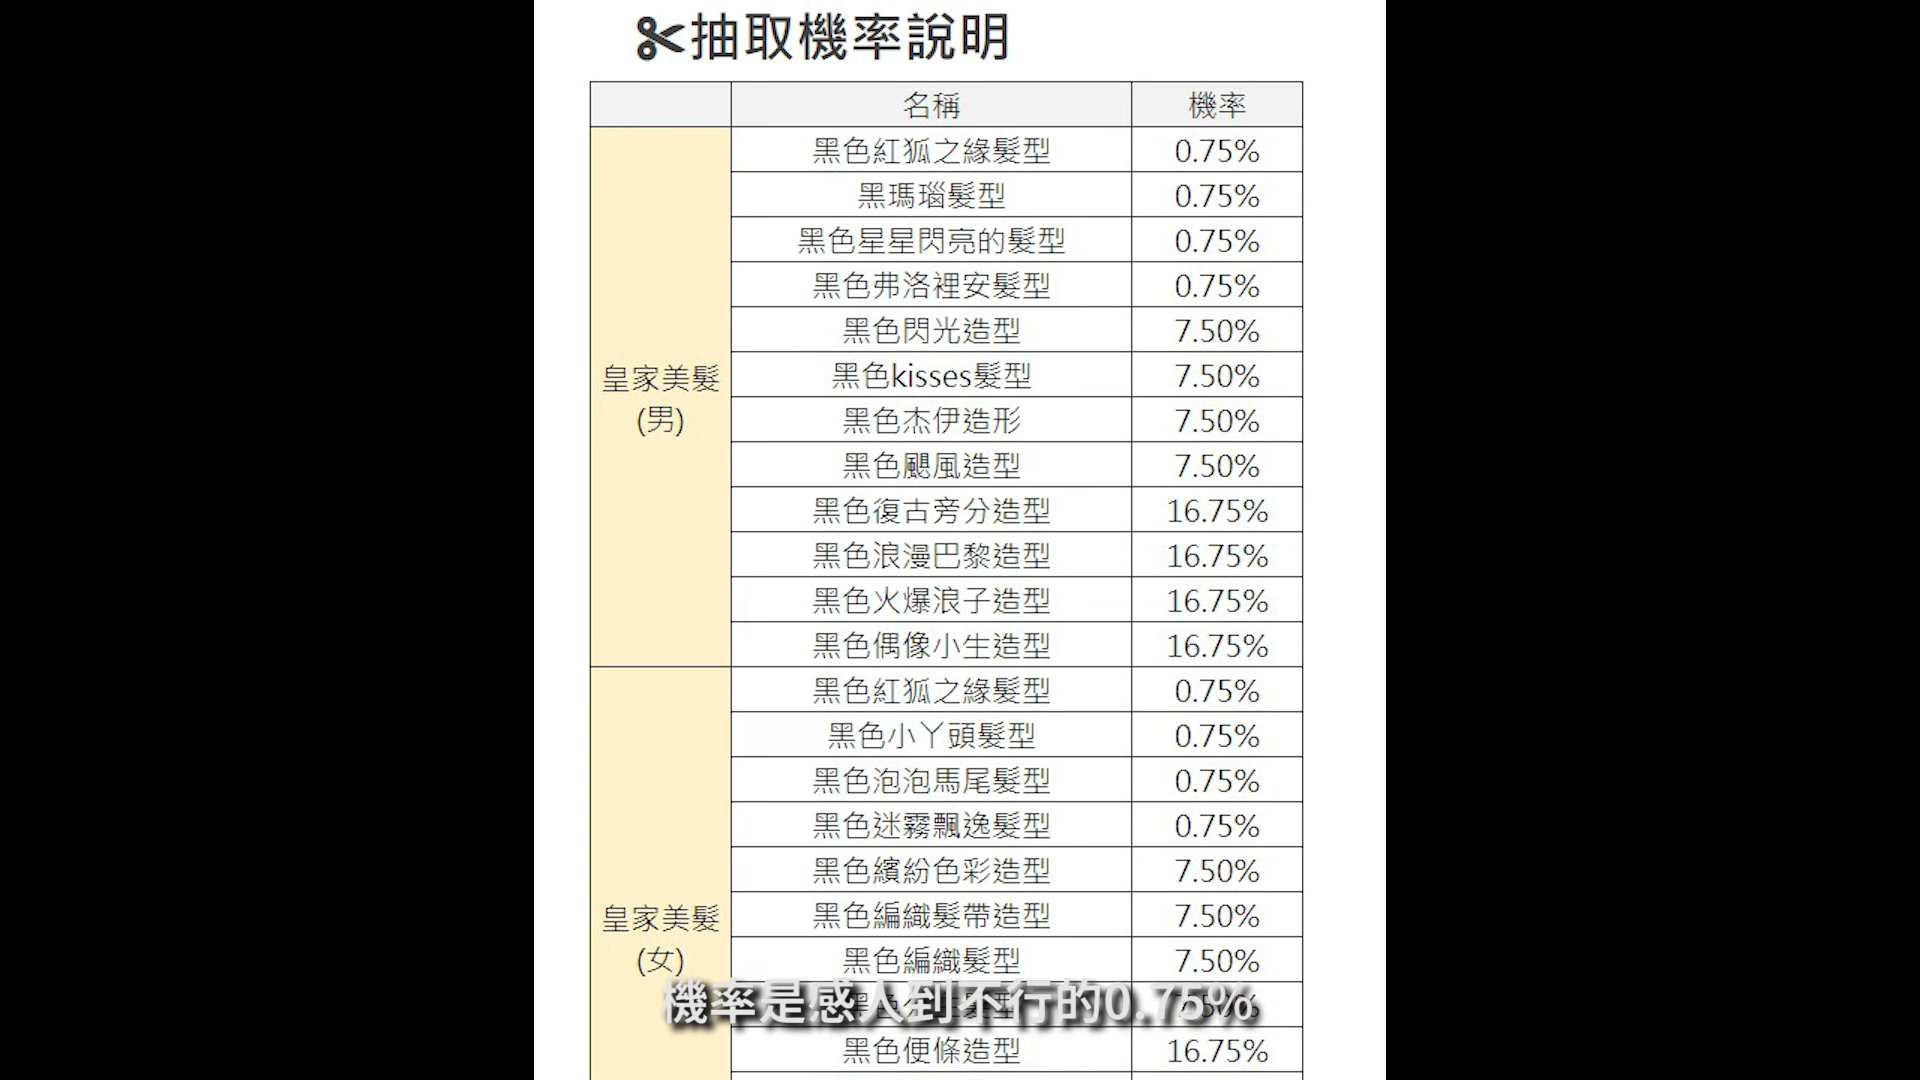 抽取機率說明
名稱 機率
皇家美髮
(男)
黑色紅狐之緣髮型 0.75%
黑瑪瑙髮型 0.75%
黑色星星閃亮的髮型 0.75%
黑色弗洛裡安髮型 0.75%
黑色閃光造型 7.50%
黑色kisses髮型 7.50%
黑色杰伊造形 7.50%
黑色颶風造型 7.50%
黑色復古旁分造型 16.75%
黑色浪漫巴黎造型 16.75%
黑色火爆浪子造型 16.75%
黑色偶像小生造型 16.75%
皇家美髮
(女)
黑色紅狐之緣髮型 0.75%
黑色小丫頭髮型 0.75%
黑色泡泡馬尾髮型 0.75%
黑色迷霧飄逸髮型 0.75%
黑色繽紛色彩造型 7.50%
黑色編織髮帶造型 7.50%
黑色編織髮型 7.50%
7.50%
黑色便條造型 16.75%
機率是感人到不行的0.75%